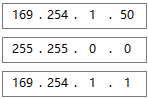 169 . 254 . 1 . 50
255 . 255 . 0 . 0
169 . 254 . 1 . 1